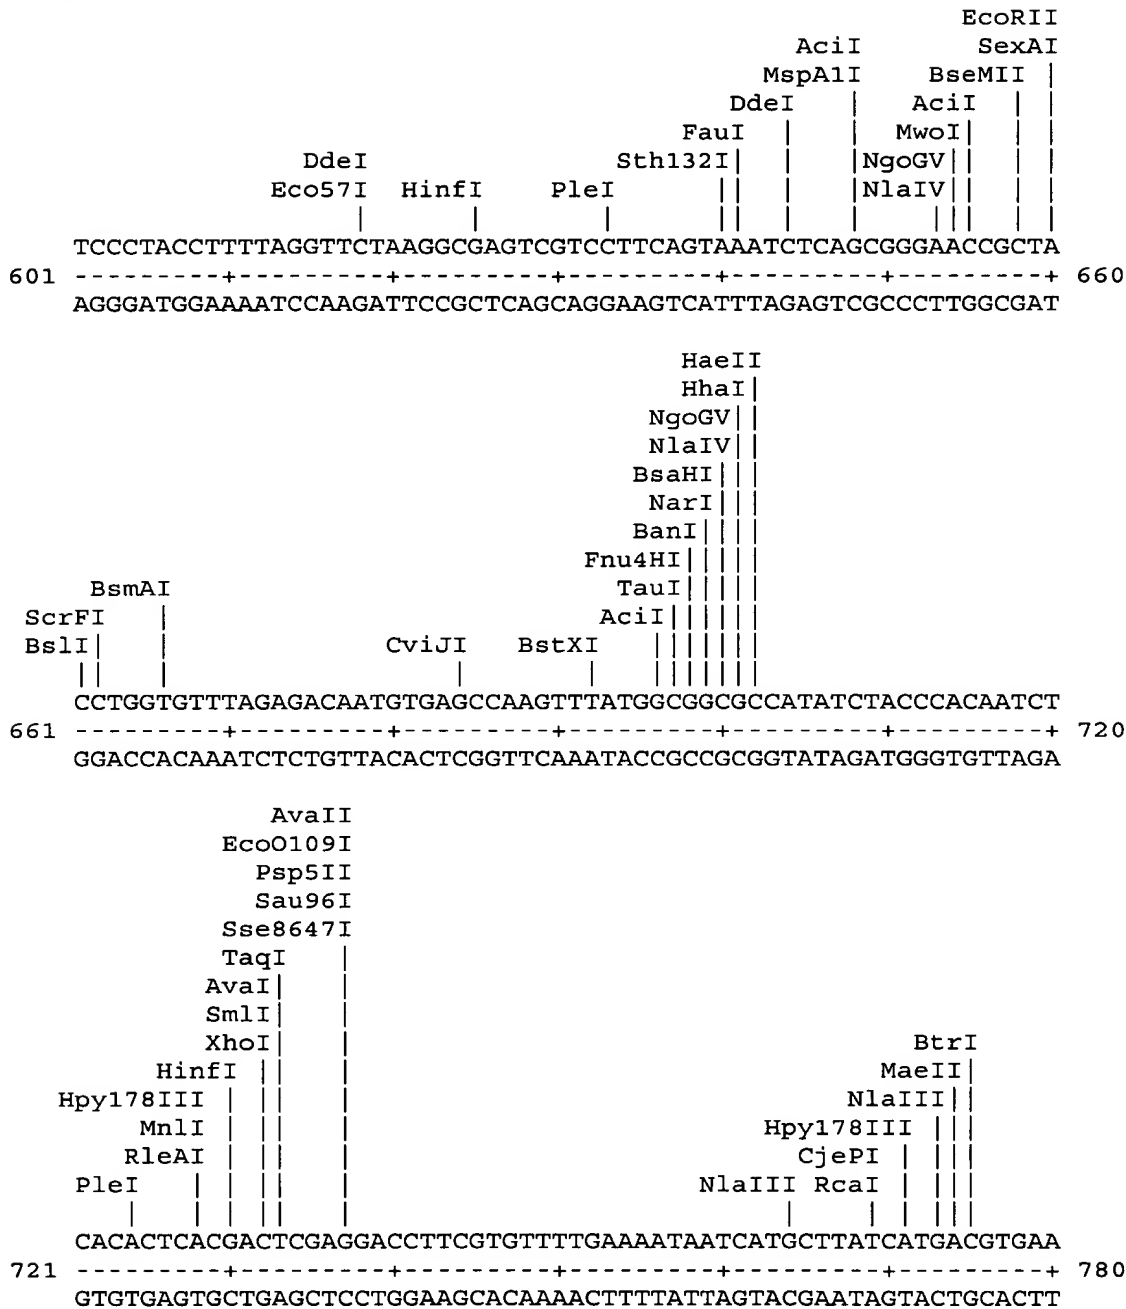 EcoRII
AciI SexAI
MspA1I BseMII
DdeI AciI
FauI MwoI
DdeI Sth132I NgoGV
Eco57I HinfI PleI NlaIV
TCCCTACCTTTTAGGTTCTAAGGCGAGTCGTCCTTCAGTAAATCTCAGCGGGAACCGCTA
601 ---------+---------+---------+---------+---------+---------+ 660
AGGGATGGAAAATCCAAGATTCCGCTCAGCAGGAAGTCATTTAGAGTCGCCCTTGGCGAT
HaeII
HhaI
NgoGV
NlaIV
BsaHI
NarI
BanI
Fnu4HI
BsmAI TauI
ScrFI AciI
BslI CviJI BstXI
CCTGGTGTTTAGAGACAATGTGAGCCAAGTTTATGGCGGCGCCATATCTACCCACAATCT
661 ---------+---------+---------+---------+---------+---------+ 720
GGACCACAAATCTCTGTTACACTCGGTTCAAATACCGCCGCGGTATAGATGGGTGTTAGA
AvaII
EcoO109I
Psp5II
Sau96I
Sse8647I
TaqI
AvaI
SmlI
XhoI BtrI
HinfI MaeII
Hpy178III NlaIII
MnlI Hpy178III
RleAI CjePI
PleI NlaIII RcaI
CACACTCACGACTCGAGGACCTTCGTGTTTTGAAAATAATCATGCTTATCATGACGTGAA
721 ---------+---------+---------+---------+---------+---------+ 780
GTGTGAGTGCTGAGCTCCTGGAAGCACAAAACTTTTATTAGTACGAATAGTACTGCACTT